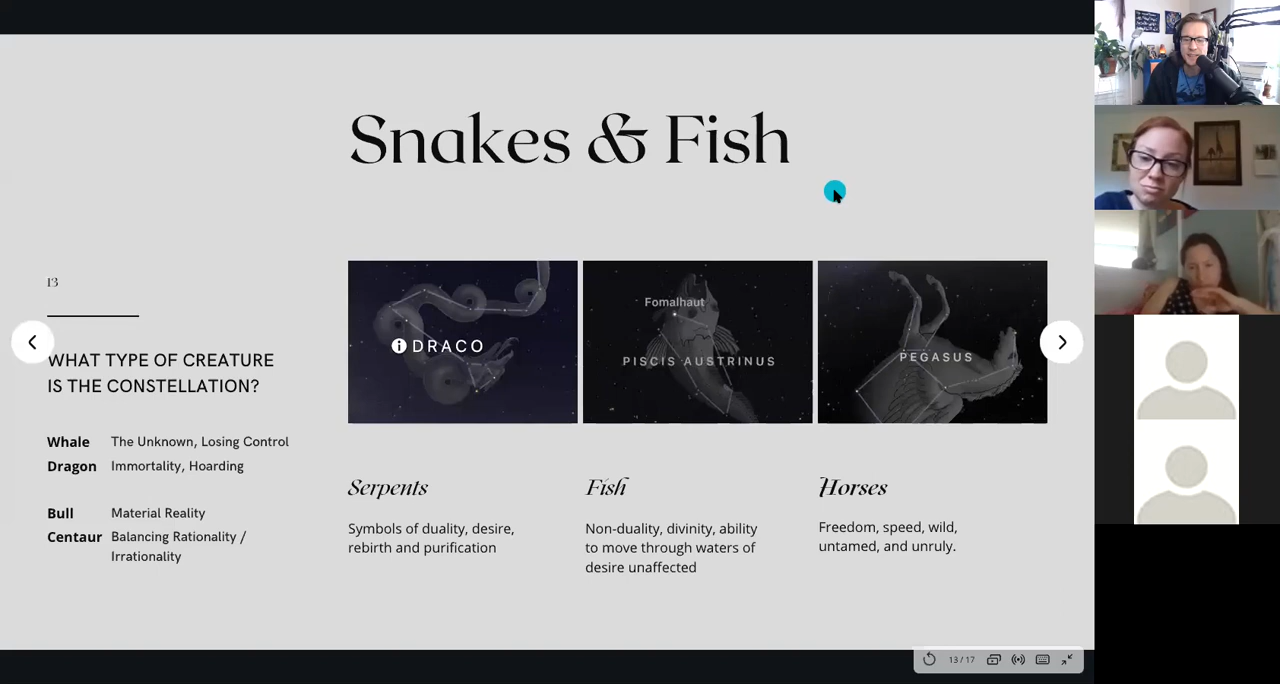 Snakes & Fish
13
WHAT TYPE OF CREATURE
IS THE CONSTELLATION?
Whale The Unknown, Losing Control
Dragon Immortality, Hoarding
Bull Material Reality
Centaur Balancing Rationality /
Irrationality
i DRACO
Fomalhaut
PISCIS AUSTRINUS
PEGASUS
Serpents
Symbols of duality, desire,
rebirth and purification
Fish
Non-duality, divinity, ability
to move through waters of
desire unaffected
Horses
Freedom, speed, wild,
untamed, and unruly.
13 / 17